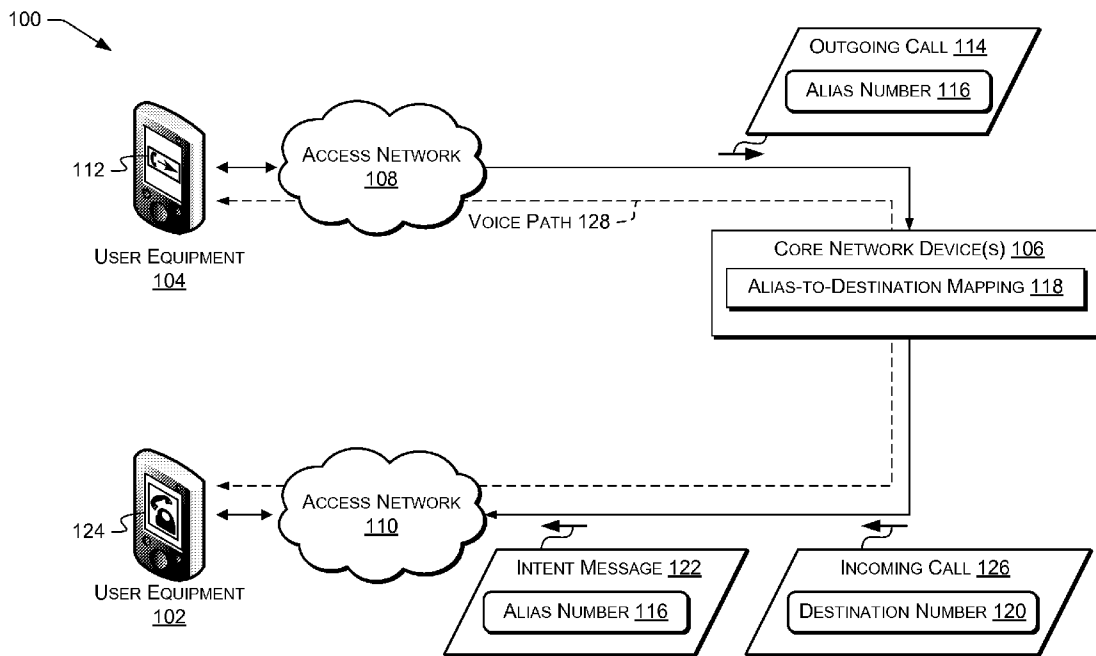 100
OUTGOING CALL 114
ALIAS NUMBER 116
ACCESS NETWORK
108
112
VOICE PATH 128
USER EQUIPMENT
104
CORE NETWORK DEVICE(S) 106
ALIAS-TO-DESTINATION MAPPING 118
ACCESS NETWORK
110
124
USER EQUIPMENT
102
INTENT MESSAGE 122
ALIAS NUMBER 116
INCOMING CALL 126
DESTINATION NUMBER 120